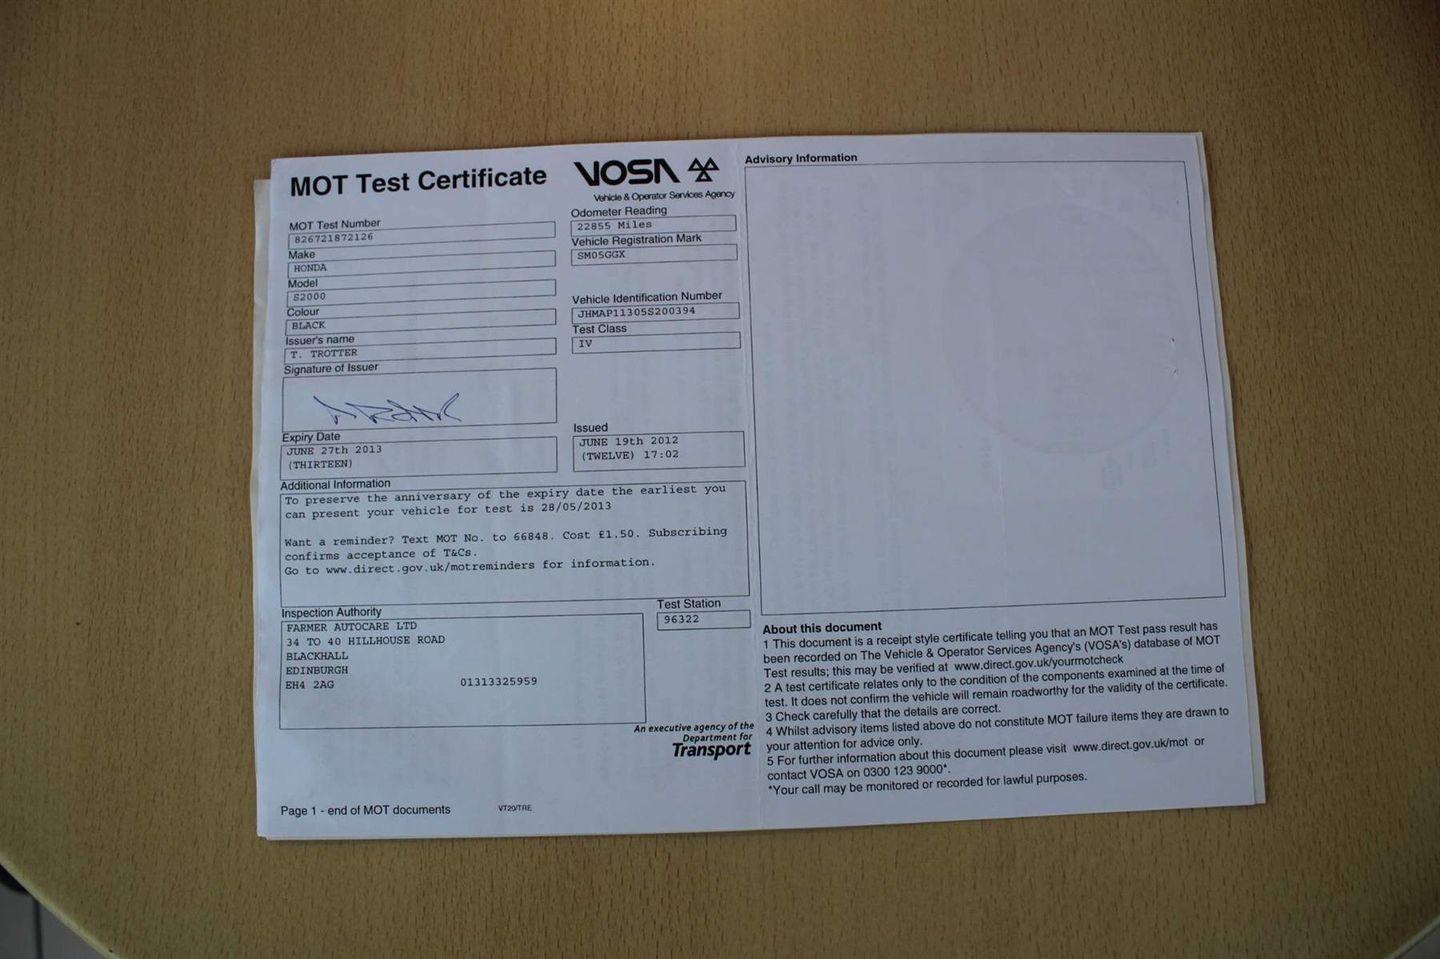 MOT Test Certificate
VOSA
Vehicle & Operator Services Agency
MOT Test Number
826721872126
Make
HONDA
Model
S2000
Colour
BLACK
Issuer's name
T. TROTTER
Signature of Issuer
Odometer Reading
22855 Miles
Vehicle Registration Mark
SM05GGX
Vehicle Identification Number
JHMAP11305S200394
Test Class
IV
Expiry Date
JUNE 27th 2013
(THIRTEEN)
Issued
JUNE 19th 2012
(TWELVE) 17:02
Additional Information
To preserve the anniversary of the expiry date the earliest you
can present your vehicle for test is 28/05/2013
Want a reminder? Text MOT No. to 66848. Cost £1.50. Subscribing
confirms acceptance of T&Cs.
Go to www.direct.gov.uk/motreminders for information.
Inspection Authority
FARMER AUTOCARE LTD
34 TO 40 HILLHOUSE ROAD
BLACKHALL
EDINBURGH
EH4 2AG 01313325959
Test Station
96322
An executive agency of the
Department for
Transport
Page 1 - end of MOT documents VT20/TRE
Advisory Information
About this document
1 This document is a receipt style certificate telling you that an MOT Test pass result has
been recorded on The Vehicle & Operator Services Agency's (VOSA's) database of MOT
Test results; this may be verified at www.direct.gov.uk/yourmotcheck
2 A test certificate relates only to the condition of the components examined at the time of
test. It does not confirm the vehicle will remain roadworthy for the validity of the certificate.
3 Check carefully that the details are correct.
4 Whilst advisory items listed above do not constitute MOT failure items they are drawn to
your attention for advice only.
5 For further information about this document please visit www.direct.gov.uk/mot or
contact VOSA on 0300 123 9000*.
*Your call may be monitored or recorded for lawful purposes.